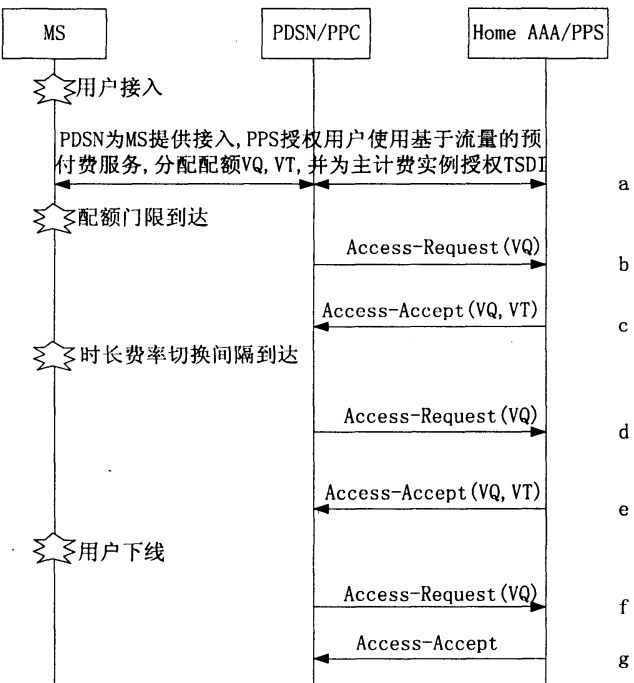 MS
PDSN/PPC
Home AAA/PPS
用户接入
PDSN为MS提供接入,PPS授权用户使用基于流量的预
付费服务,分配配额VQ,VT,并为主计费实例授权TSDI
a
配额门限到达
Access-Request(VQ)
b
Access-Accept(VQ,VT)
c
时长费率切换间隔到达
Access-Request(VQ)
d
Access-Accept(VQ,VT)
e
用户下线
Access-Request(VQ)
f
Access-Accept
g